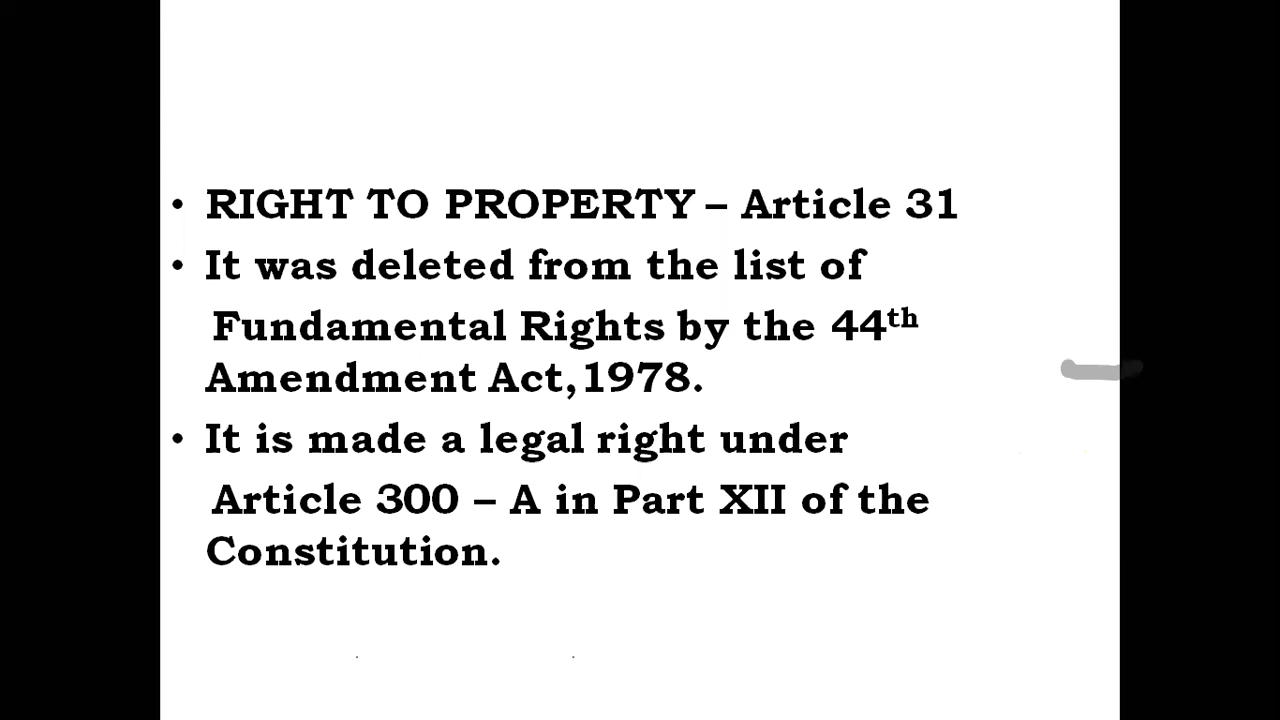 • RIGHT TO PROPERTY – Article 31
• It was deleted from the list of
Fundamental Rights by the 44th
Amendment Act,1978.
• It is made a legal right under
Article 300 – A in Part XII of the
Constitution.